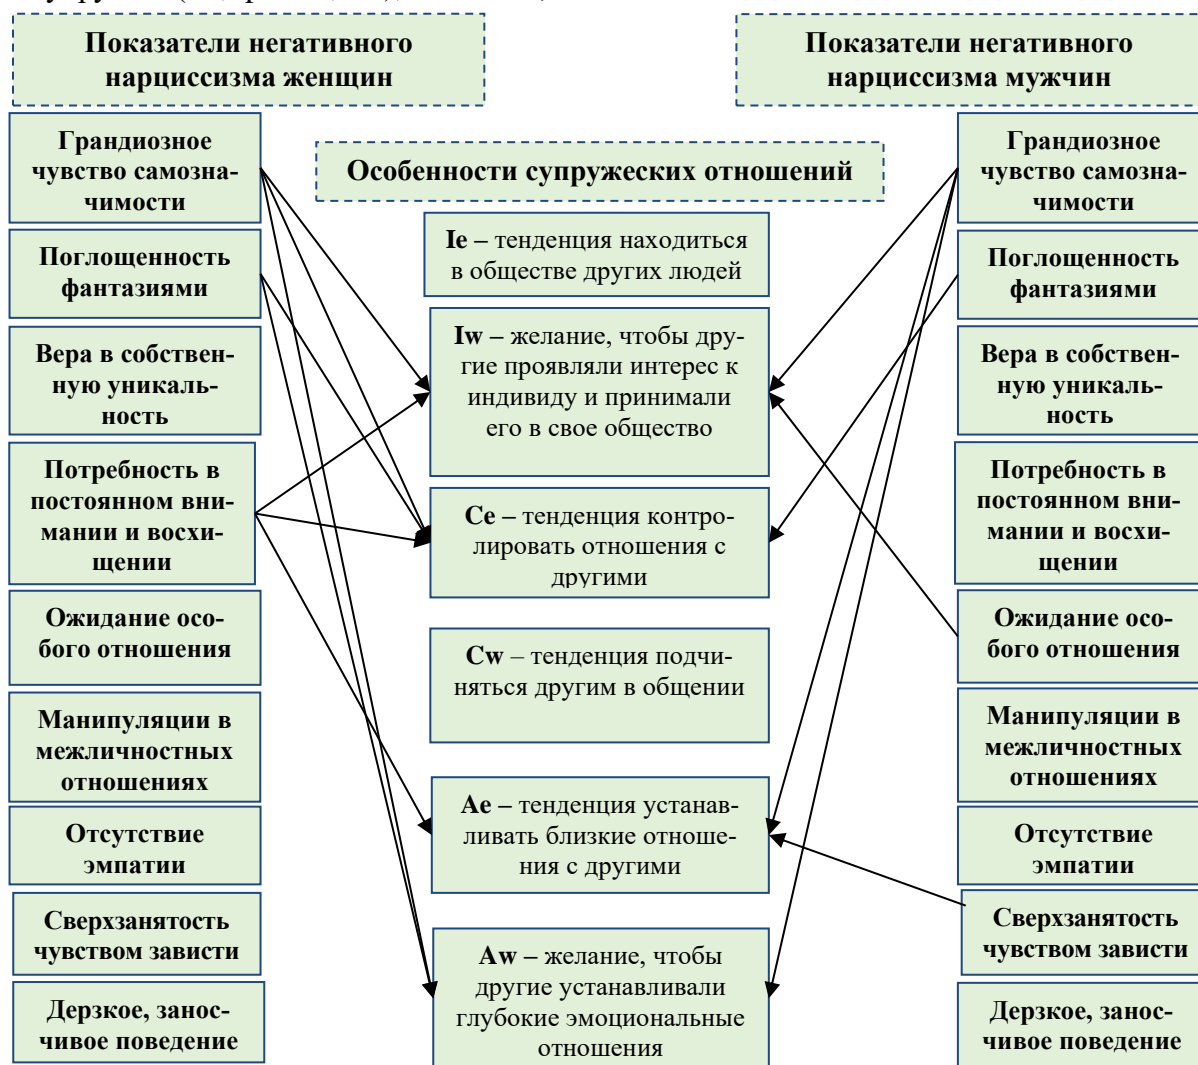 Показатели негативного
нарциссизма женщин
Показатели негативного
нарциссизма мужчин
Грандиозное
чувство самозна-
чимости
Поглощенность
фантазиями
Вера в собствен-
ную уникаль-
ность
Потребность в
постоянном вни-
мании и восхи-
щении
Ожидание осо-
бого отношения
Манипуляции в
межличностных
отношениях
Отсутствие
эмпатии
Сверхзанятость
чувством зависти
Дерзкое, занос-
чивое поведение
Особенности супружеских отношений
Ie – тенденция находиться
в обществе других людей
Iw – желание, чтобы дру-
гие проявляли интерес к
индивиду и принимали
его в свое общество
Ce – тенденция контро-
лировать отношения с
другими
Cw – тенденция подчи-
няться другим в общении
Ae – тенденция устанав-
ливать близкие отноше-
ния с другими
Aw – желание, чтобы
другие устанавливали
глубокие эмоциональные
отношения
Грандиозное
чувство самозна-
чимости
Поглощенность
фантазиями
Вера в собствен-
ную уникаль-
ность
Потребность в
постоянном вни-
мании и восхи-
щении
Ожидание осо-
бого отношения
Манипуляции в
межличностных
отношениях
Отсутствие
эмпатии
Сверхзанятость
чувством зависти
Дерзкое, занос-
чивое поведение